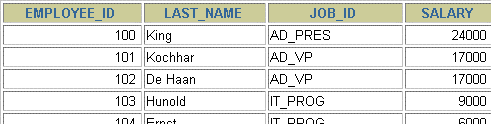 EMPLOYEE_ID LAST_NAME JOB_ID SALARY
100 King AD_PRES 24000
101 Kochhar AD_VP 17000
102 De Haan AD_VP 17000
103 Hunold IT_PROG 9000
104 Ernst IT_PROG 6000